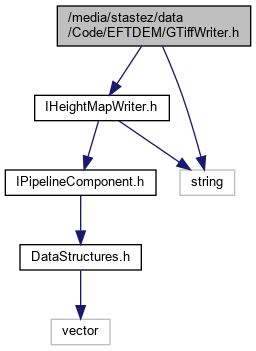 /media/stastez/data
/Code/EFTDEM/GTiffWriter.h
IHeightMapWriter.h
IPipelineComponent.h
string
DataStructures.h
vector